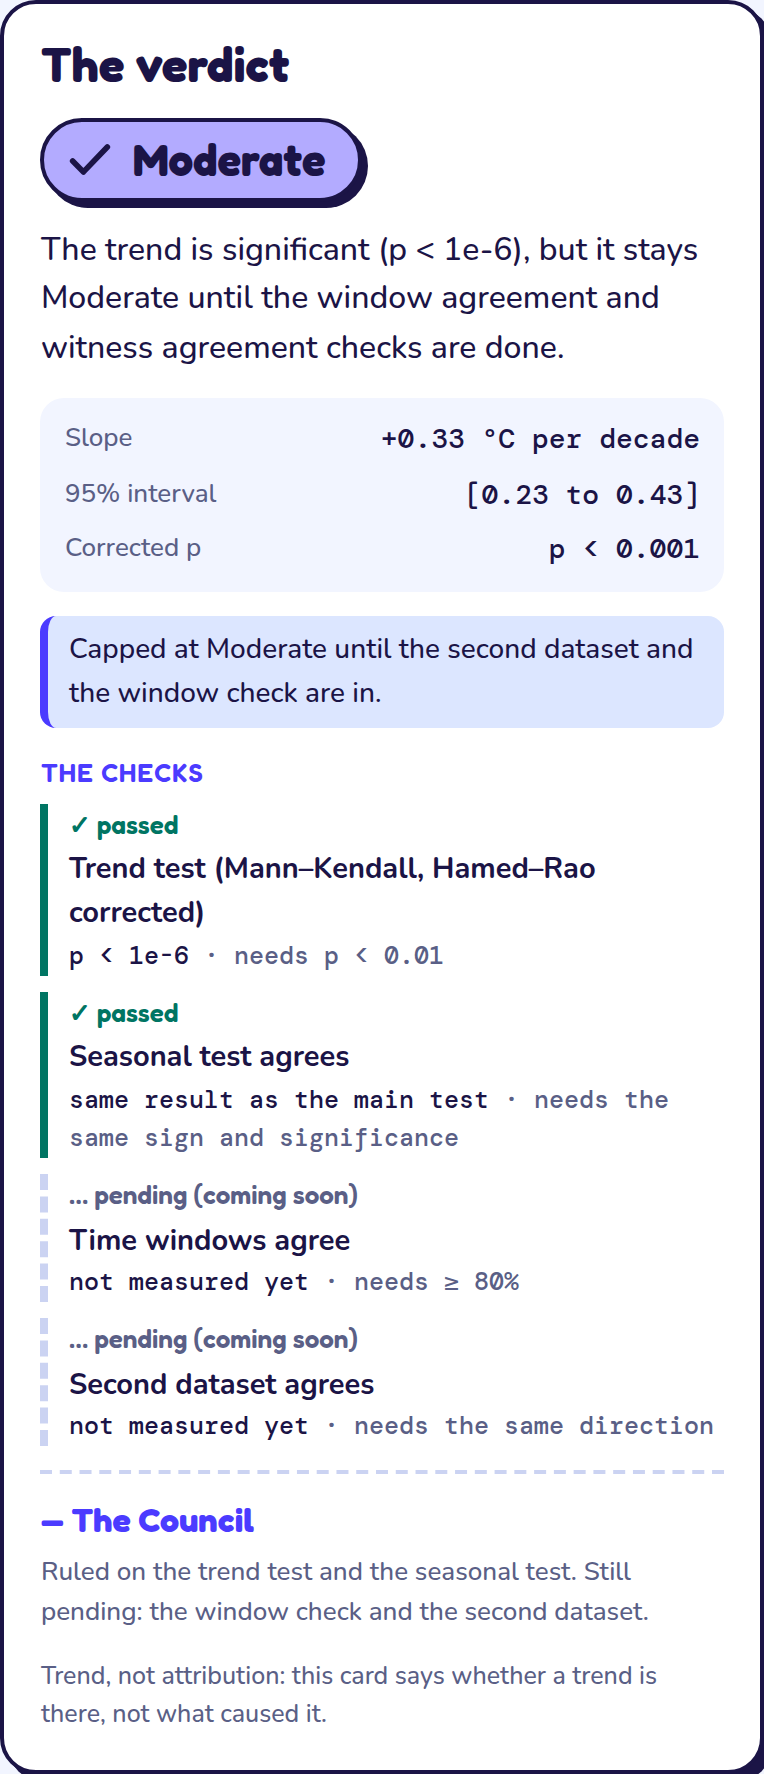 The verdict
✓ Moderate
The trend is significant (p < 1e-6), but it stays
Moderate until the window agreement and
witness agreement checks are done.
Slope +0.33 °C per decade
95% interval [0.23 to 0.43]
Corrected p p < 0.001
Capped at Moderate until the second dataset and
the window check are in.
THE CHECKS
✓ passed
Trend test (Mann–Kendall, Hamed–Rao
corrected)
p < 1e-6 · needs p < 0.01
✓ passed
Seasonal test agrees
same result as the main test · needs the
same sign and significance
… pending (coming soon)
Time windows agree
not measured yet · needs ≥ 80%
… pending (coming soon)
Second dataset agrees
not measured yet · needs the same direction
— The Council
Ruled on the trend test and the seasonal test. Still
pending: the window check and the second dataset.
Trend, not attribution: this card says whether a trend is
there, not what caused it.